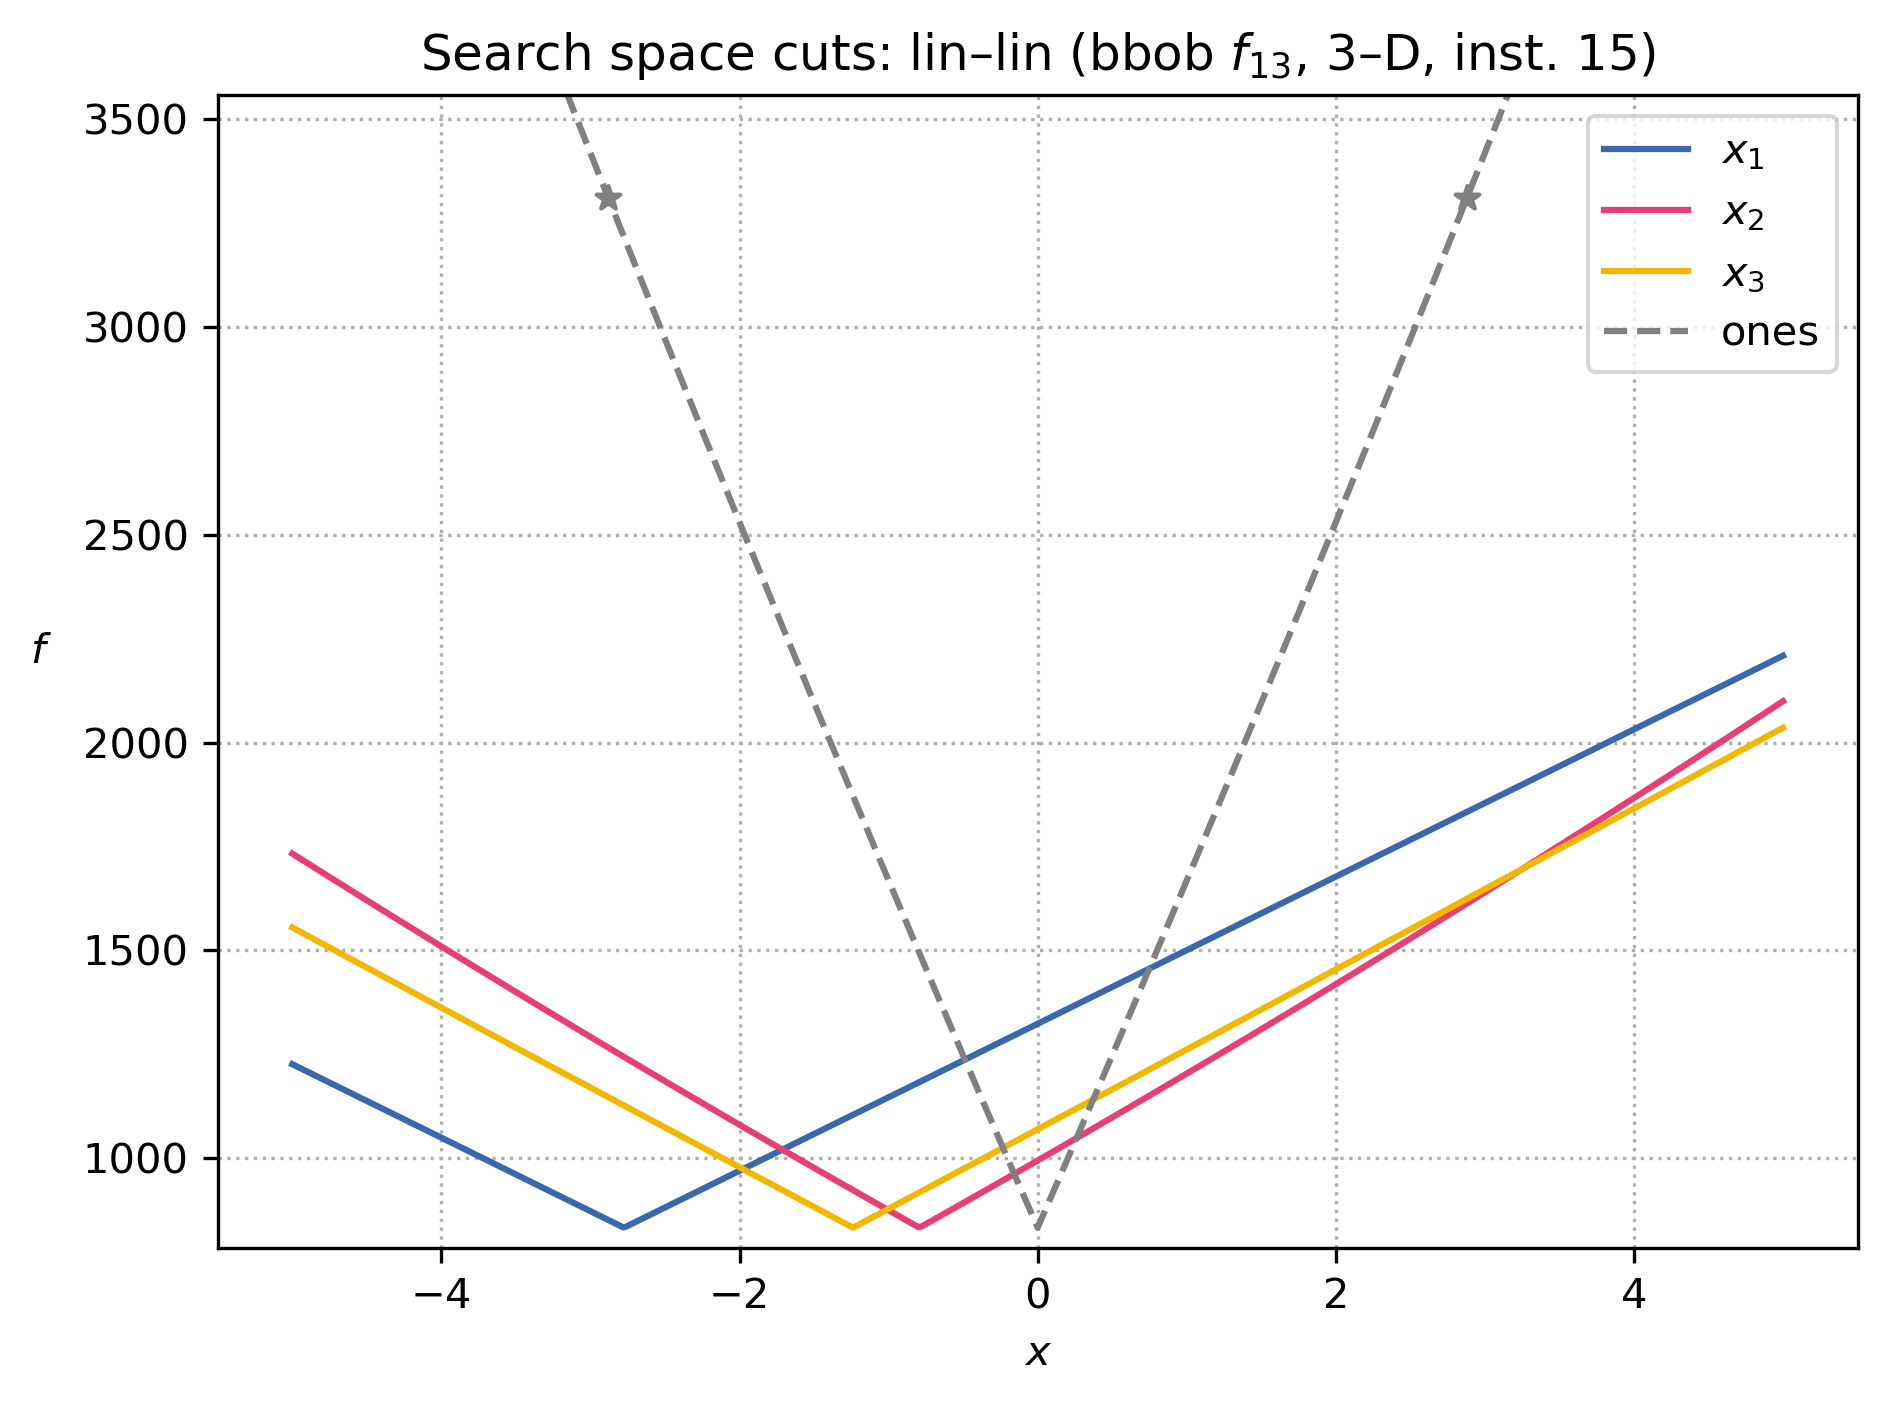 Search space cuts: lin–lin (bbob f₁₃, 3–D, inst. 15)
3500
3000
2500
2000
1500
1000
f
x₁
x₂
x₃
ones
−4 −2 0 2 4
x